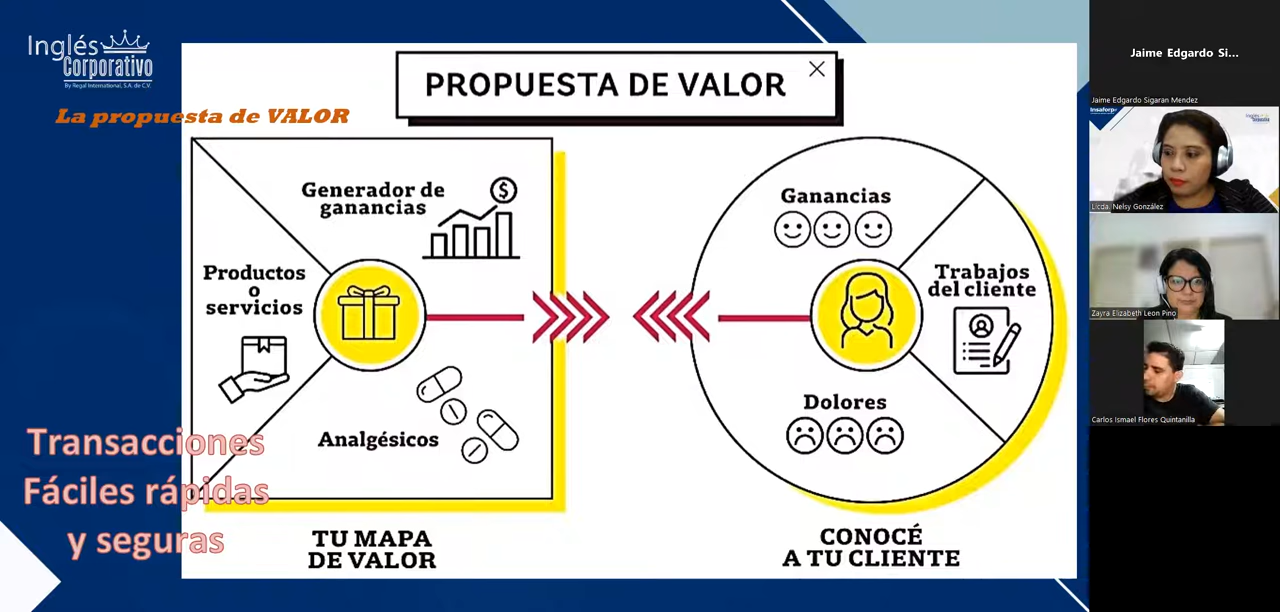 Inglés
Corporativo
By Regal International, S.A. de C.V.
La propuesta de VALOR
PROPUESTA DE VALOR
Generador de
ganancias
Productos
o
servicios
Analgésicos
TU MAPA
DE VALOR
Ganancias
Trabajos
del cliente
Dolores
CONOCÉ
A TU CLIENTE
Transacciones
Fáciles rápidas
y seguras
Jaime Edgardo Si...
Jaime Edgardo Sigaran Mendez
Insaforp
Licda. Nelsy González
Zayra Elizabeth Leon Pino
Carlos Ismael Flores Quintanilla